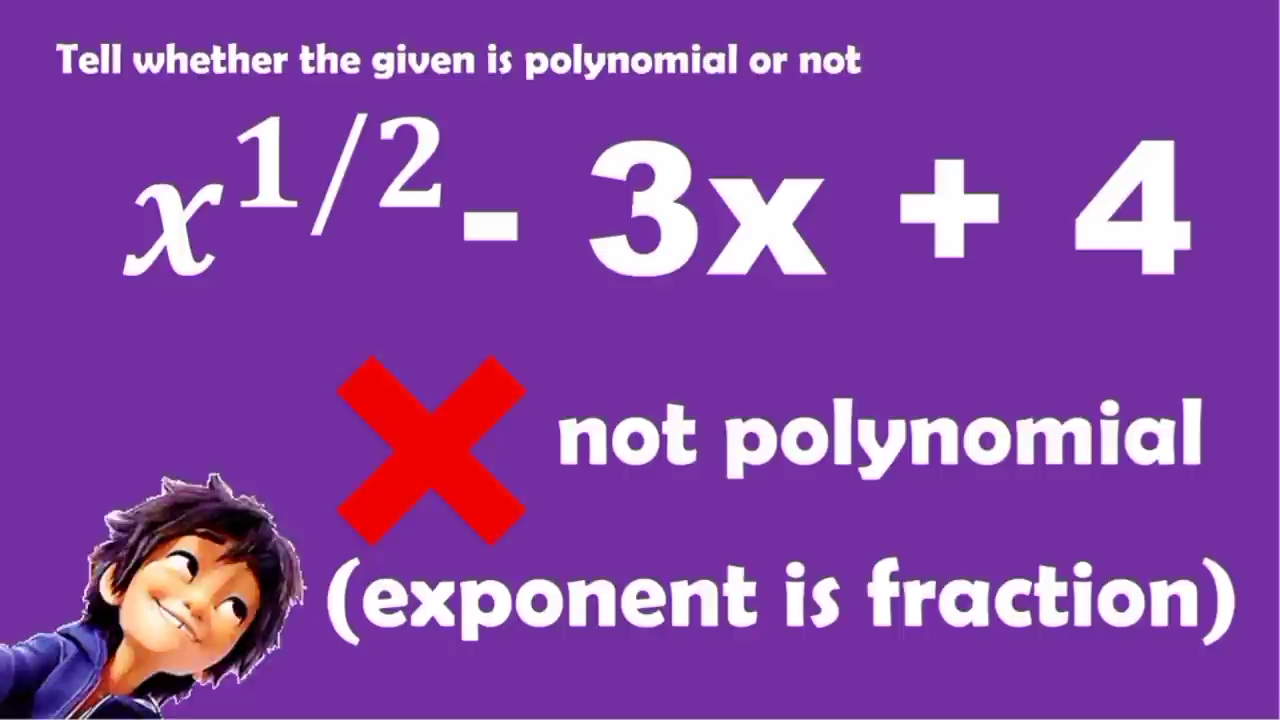 Tell whether the given is polynomial or not
x^{1/2} - 3x + 4
not polynomial
(exponent is fraction)